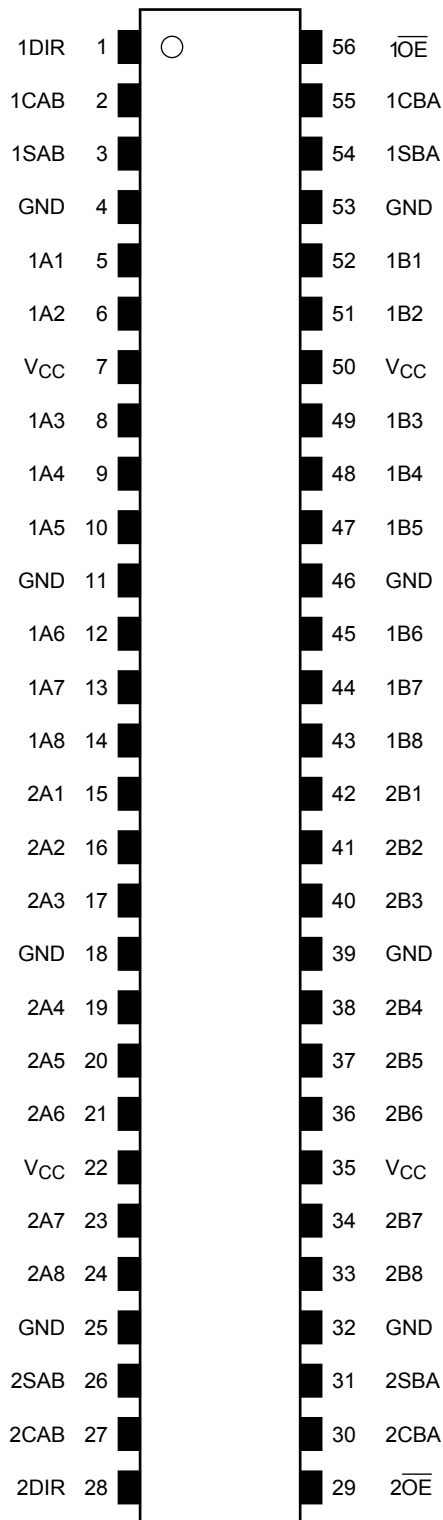 1DIR 1 56 1O̅E̅
1CAB 2 55 1CBA
1SAB 3 54 1SBA
GND 4 53 GND
1A1 5 52 1B1
1A2 6 51 1B2
VCC 7 50 VCC
1A3 8 49 1B3
1A4 9 48 1B4
1A5 10 47 1B5
GND 11 46 GND
1A6 12 45 1B6
1A7 13 44 1B7
1A8 14 43 1B8
2A1 15 42 2B1
2A2 16 41 2B2
2A3 17 40 2B3
GND 18 39 GND
2A4 19 38 2B4
2A5 20 37 2B5
2A6 21 36 2B6
VCC 22 35 VCC
2A7 23 34 2B7
2A8 24 33 2B8
GND 25 32 GND
2SAB 26 31 2SBA
2CAB 27 30 2CBA
2DIR 28 29 2O̅E̅